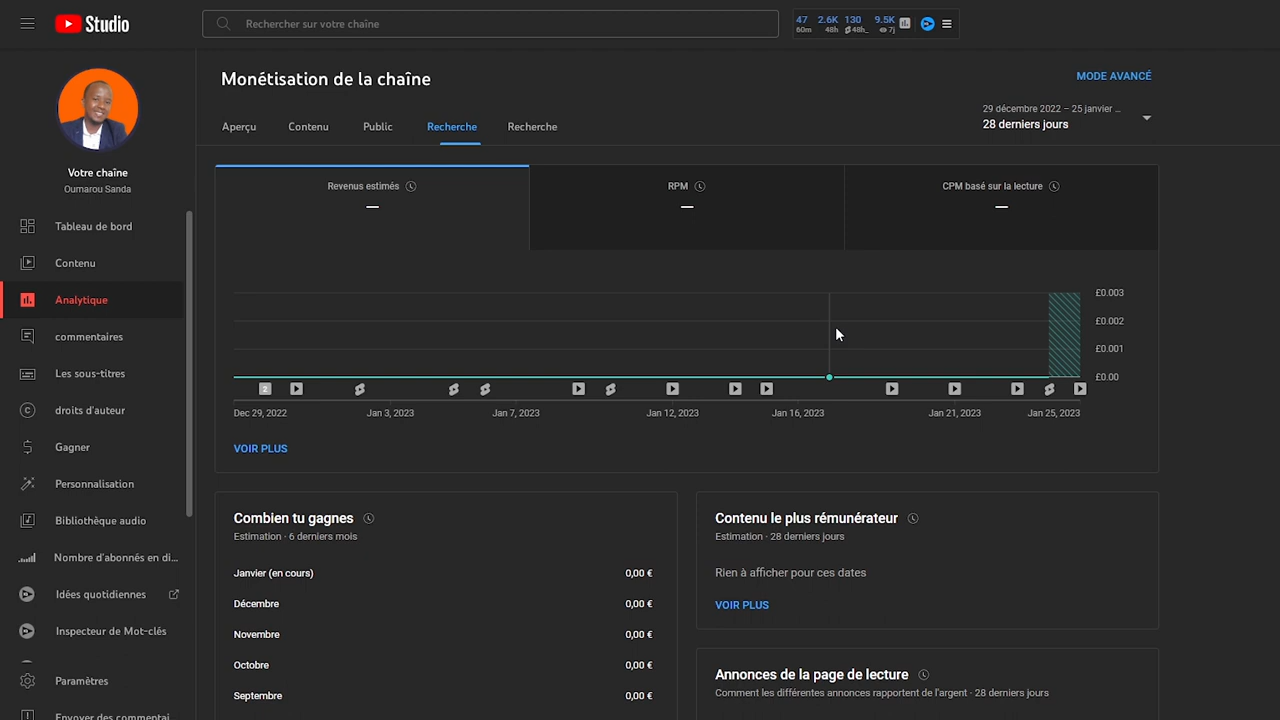 Studio
Rechercher sur votre chaîne
47 2.6K 130 9.5K
60m 48h 48h_ 7j
Votre chaîne
Oumarou Sanda
Tableau de bord
Contenu
Analytique
commentaires
Les sous-titres
droits d'auteur
Gagner
Personnalisation
Bibliothèque audio
Nombre d'abonnés en di...
Idées quotidiennes
Inspecteur de Mot-clés
Paramètres
Envoyer des commentai
Monétisation de la chaîne
MODE AVANCÉ
Aperçu Contenu Public Recherche Recherche
29 décembre 2022 – 25 janvier ...
28 derniers jours
Revenus estimés RPM CPM basé sur la lecture
— — —
£0.003
£0.002
£0.001
£0.00
2
Dec 29, 2022 Jan 3, 2023 Jan 7, 2023 Jan 12, 2023 Jan 16, 2023 Jan 21, 2023 Jan 25, 2023
VOIR PLUS
Combien tu gagnes
Estimation · 6 derniers mois
Janvier (en cours) 0,00 €
Décembre 0,00 €
Novembre 0,00 €
Octobre 0,00 €
Septembre 0,00 €
Contenu le plus rémunérateur
Estimation · 28 derniers jours
Rien à afficher pour ces dates
VOIR PLUS
Annonces de la page de lecture
Comment les différentes annonces rapportent de l'argent · 28 derniers jours